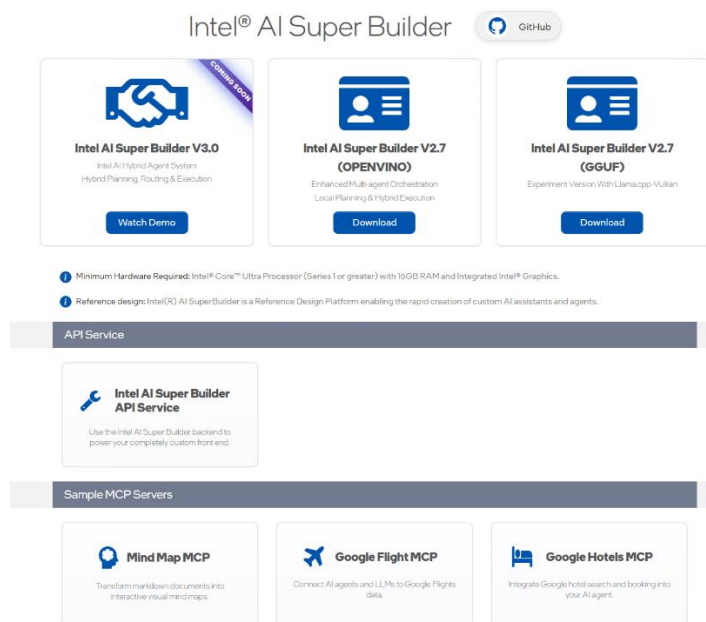 Intel® AI Super Builder
GitHub
COMING SOON
Intel AI Super Builder V3.0
Intel AI Hybrid Agent System
Hybrid Planning, Routing & Execution
Watch Demo
Intel AI Super Builder V2.7
(OPENVINO)
Enhanced Multi-agent Orchestration
Local Planning & Hybrid Execution
Download
Intel AI Super Builder V2.7
(GGUF)
Experiment Version With Llama.cpp-Vulkan
Download
Minimum Hardware Required: Intel® Core™ Ultra Processor (Series 1 or greater) with 16GB RAM and Integrated Intel® Graphics.
Reference design: Intel(R) AI SuperBuilder is a Reference Design Platform enabling the rapid creation of custom AI assistants and agents.
API Service
Intel AI Super Builder
API Service
Use the Intel AI Super Builder backend to
power your completely custom front end.
Sample MCP Servers
Mind Map MCP
Transform markdown documents into
interactive visual mind maps.
Google Flight MCP
Connect AI agents and LLMs to Google Flights
data.
Google Hotels MCP
Integrate Google hotel search and booking into
your AI agent.